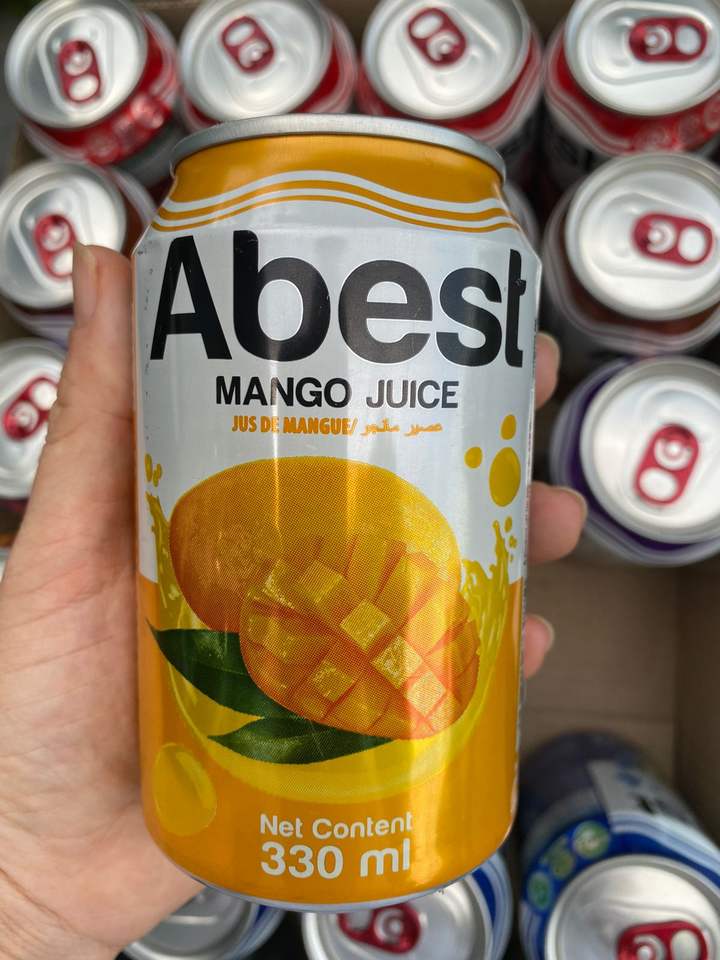 Abest
MANGO JUICE
JUS DE MANGUE/ عصير مانجو
Net Content
330 ml